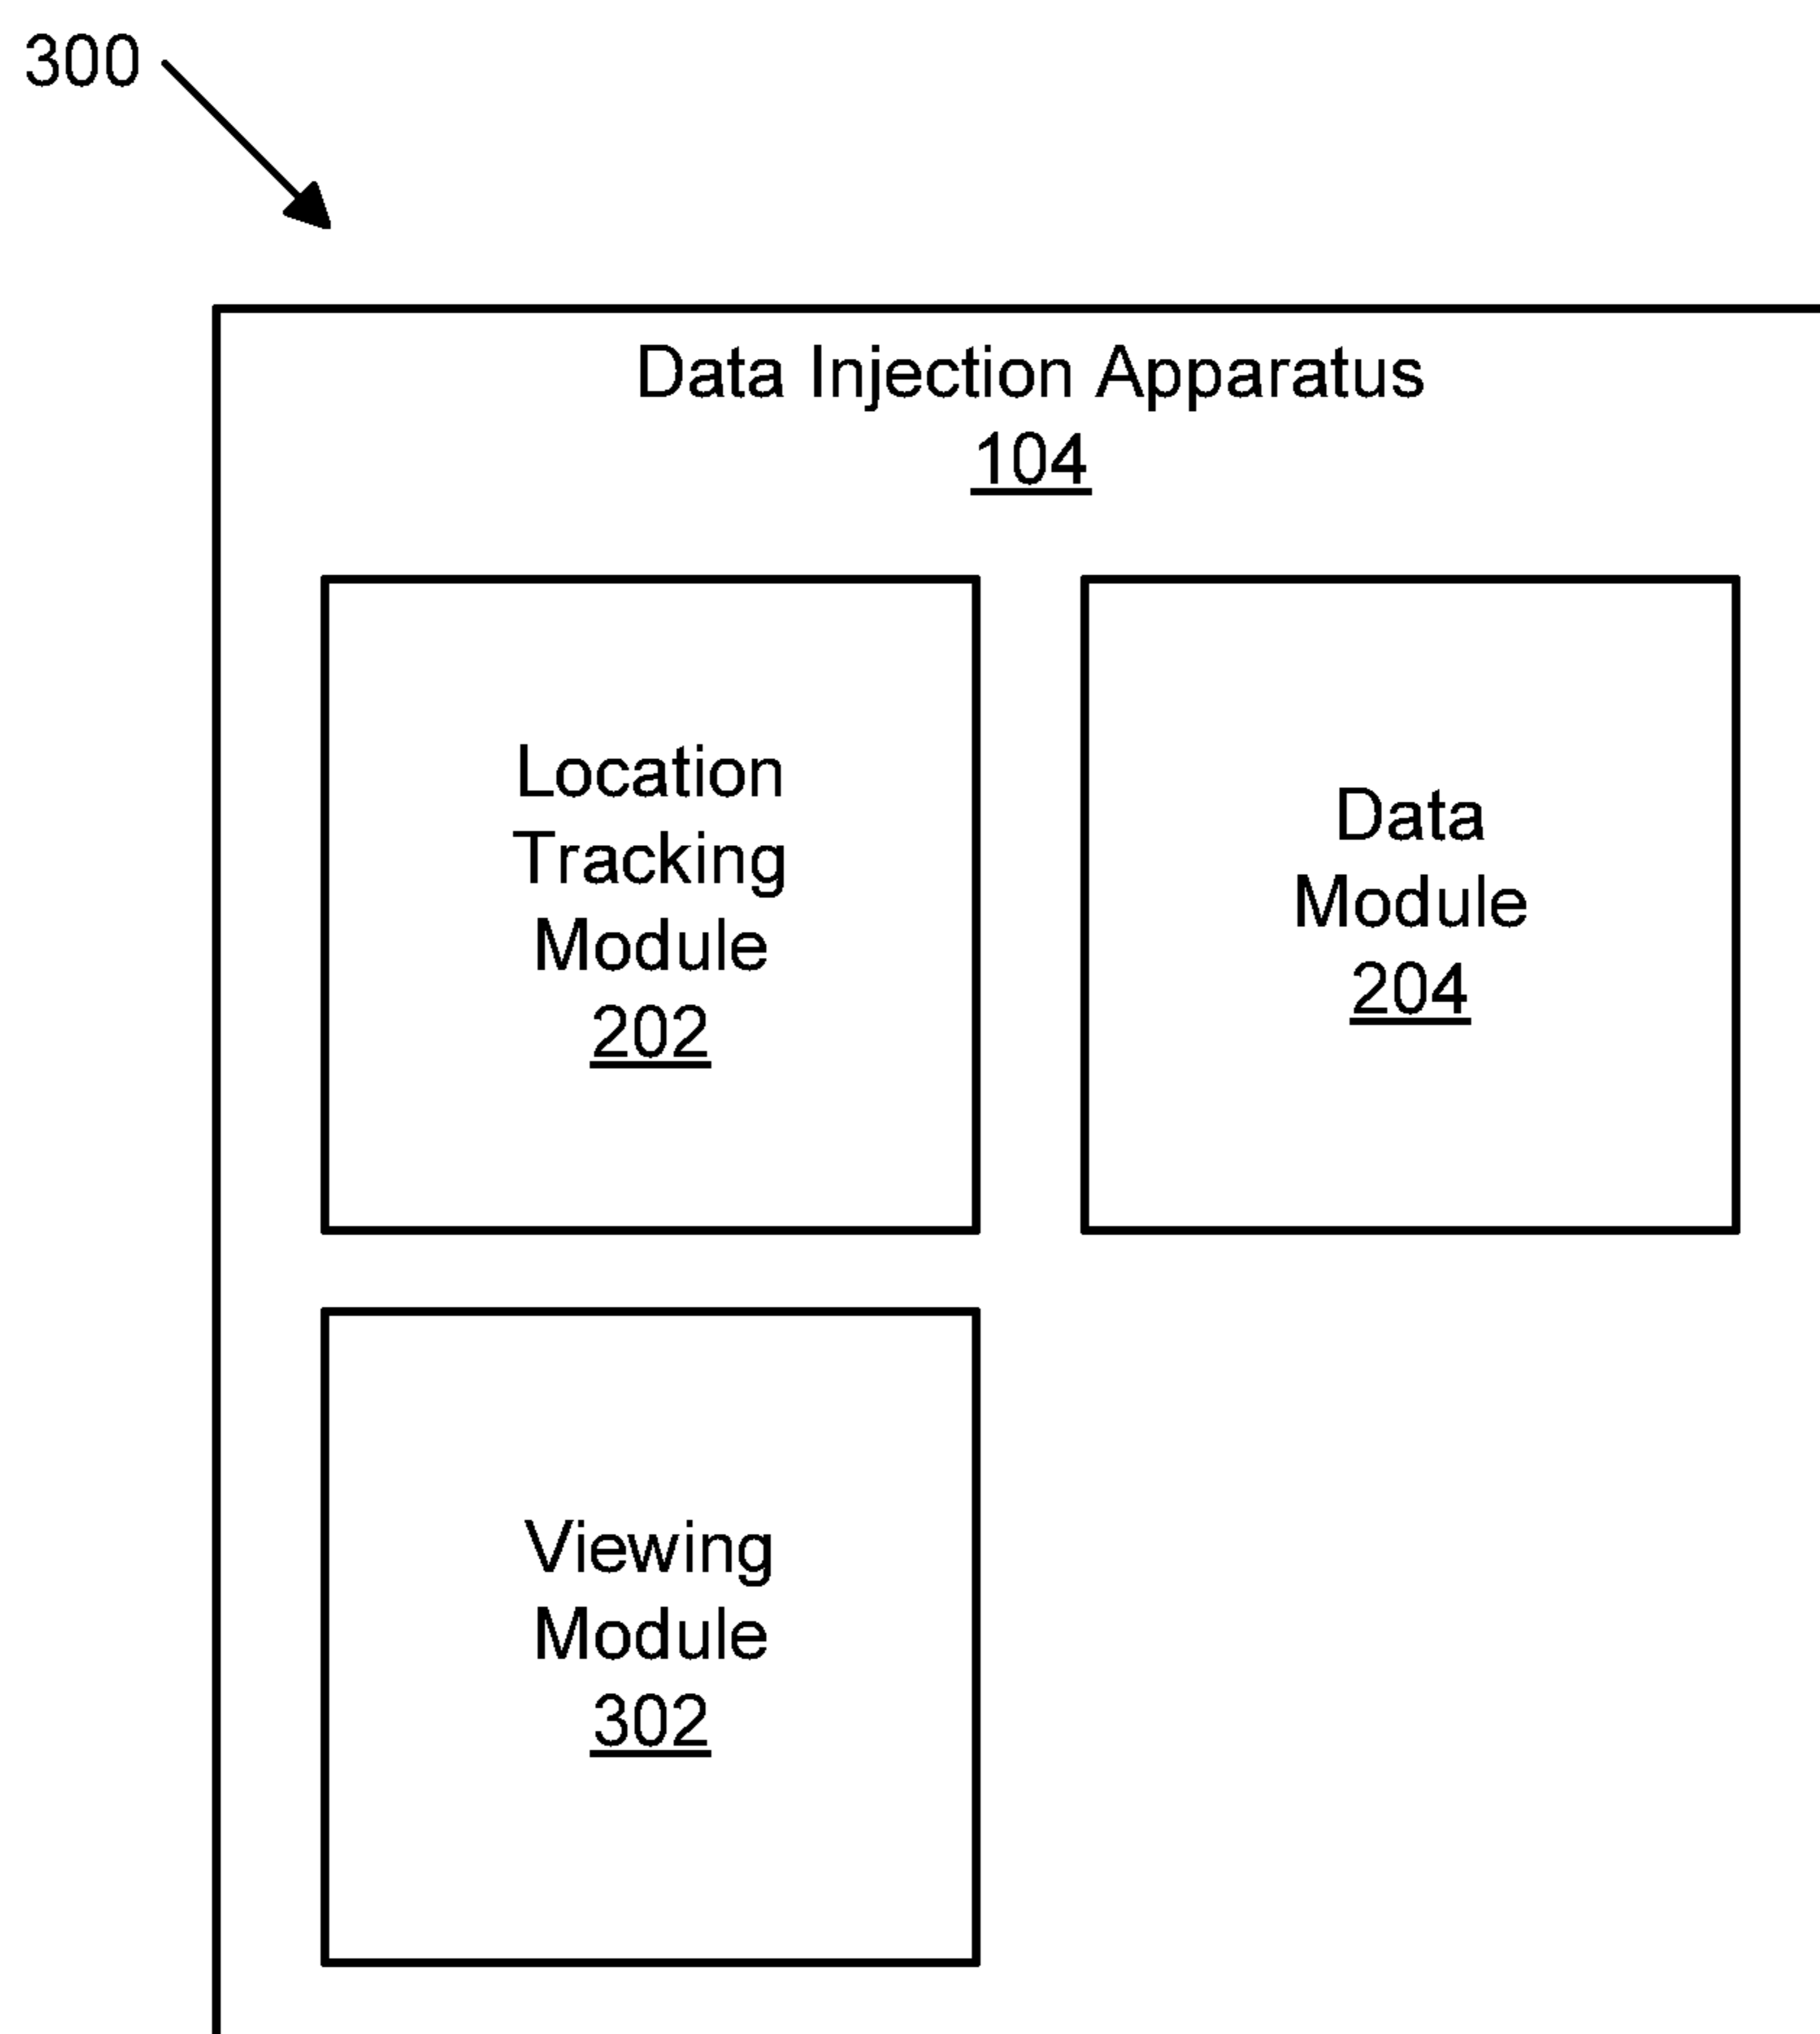 300
Data Injection Apparatus
104
Location
Tracking
Module
202
Data
Module
204
Viewing
Module
302